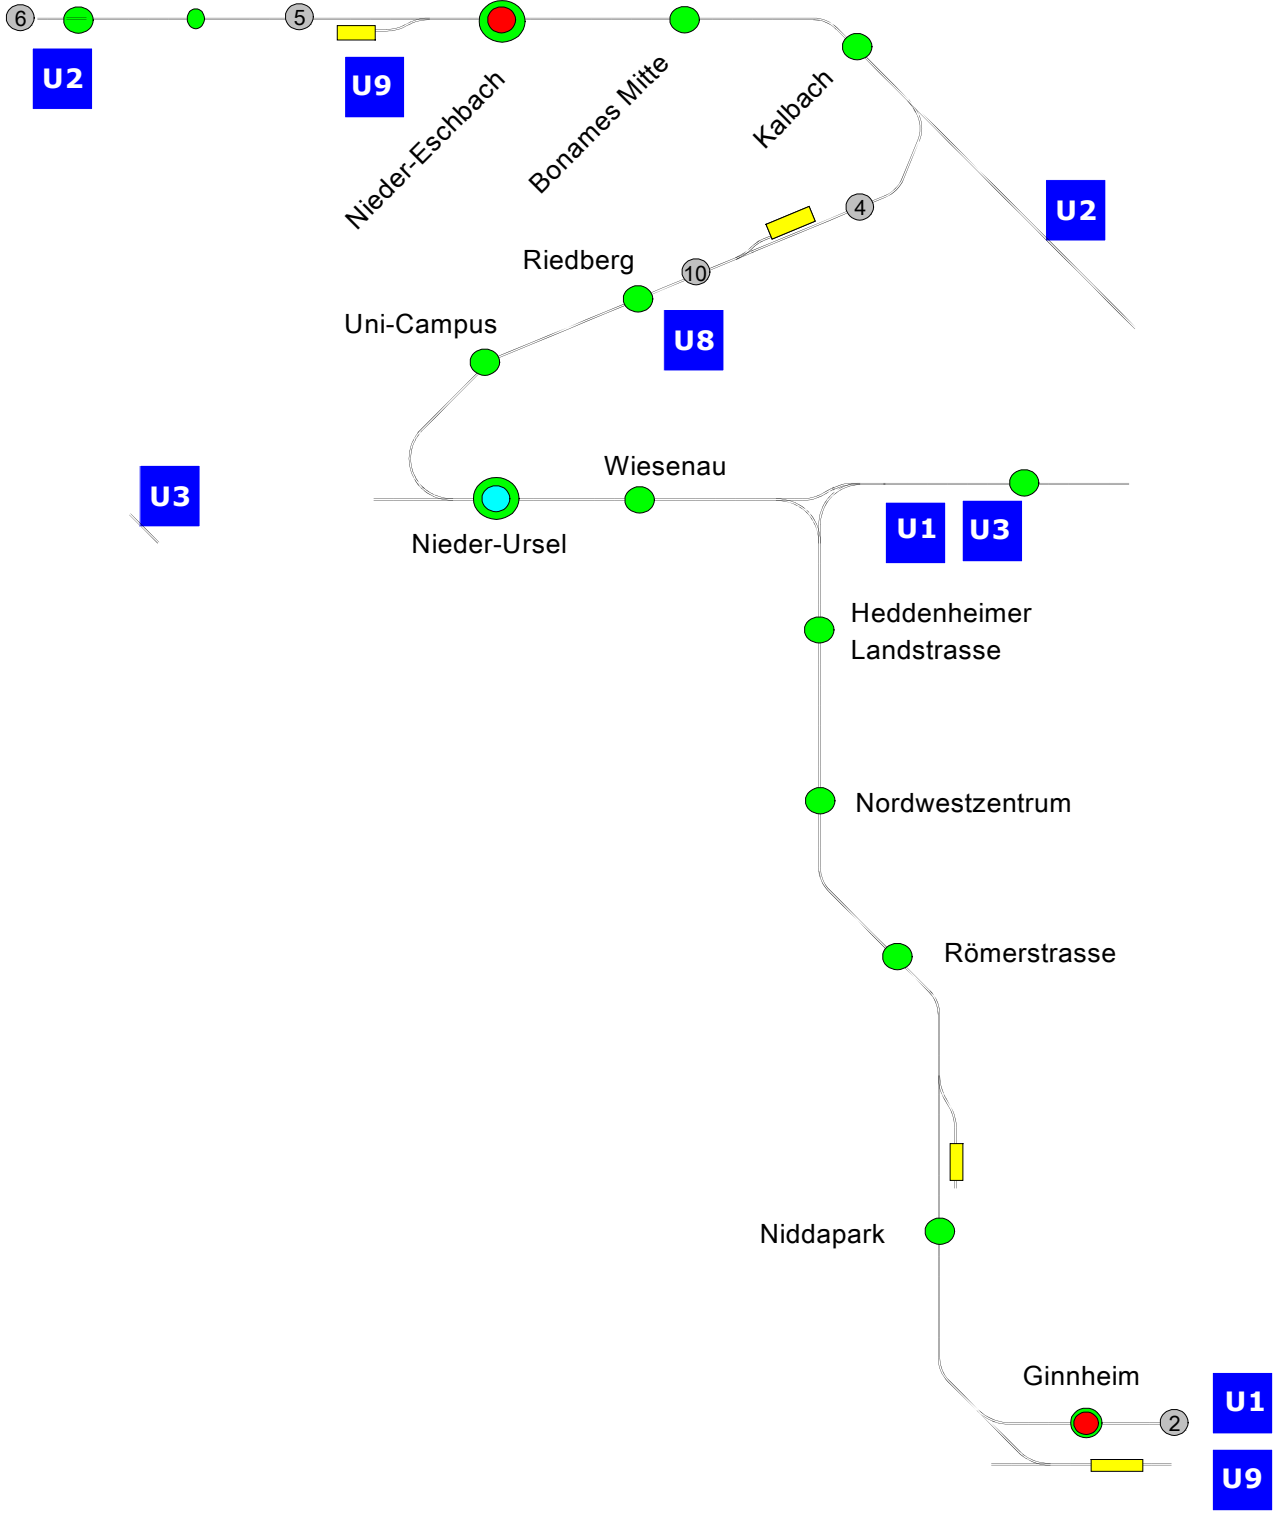 6
5
U2
U9
Nieder-Eschbach
Bonames Mitte
Kalbach
4
U2
10
Riedberg
U8
Uni-Campus
Wiesenau
U3
Nieder-Ursel
U1
U3
Heddenheimer
Landstrasse
Nordwestzentrum
Römerstrasse
Niddapark
Ginnheim
2
U1
U9